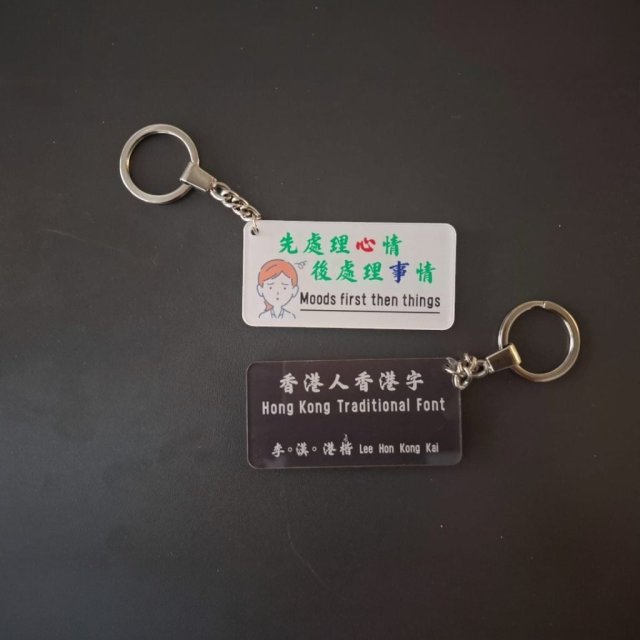 先處理心情
後處理事情
Moods first then things
香港人香港字
Hong Kong Traditional Font
李。漢。港楷 Lee Hon Kong Kai